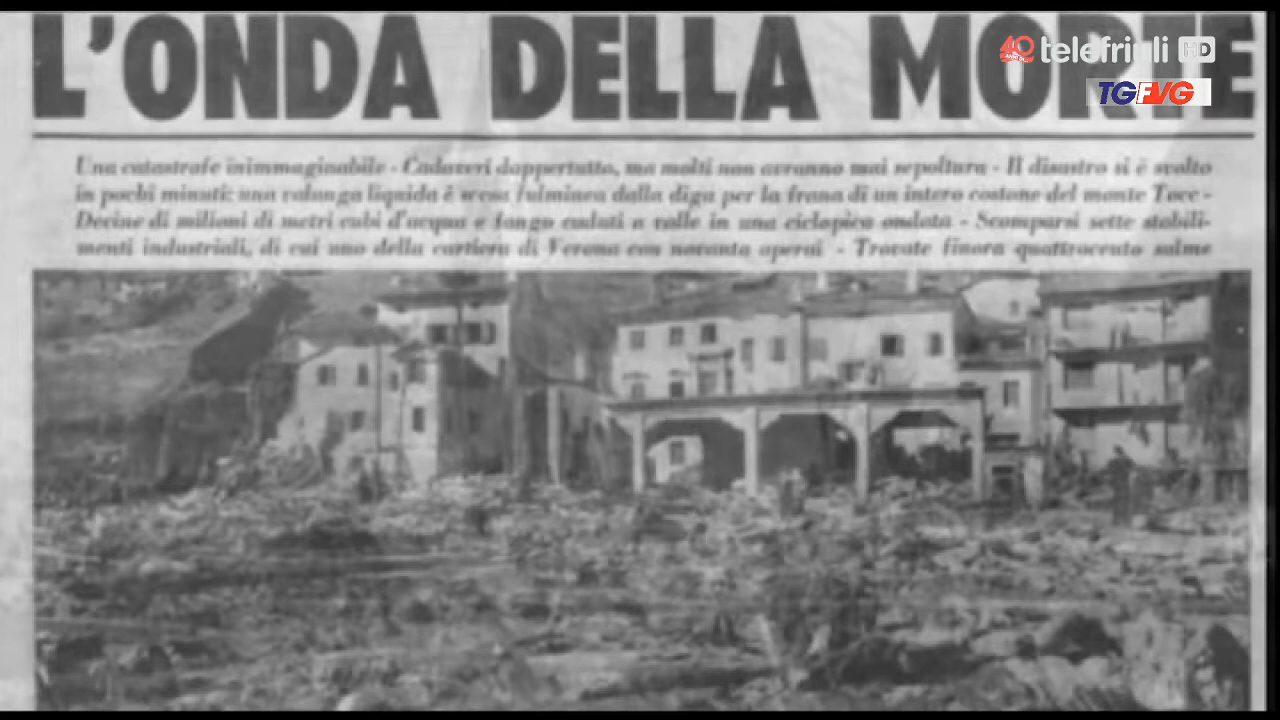 L'ONDA DELLA MORTE
40 telefriuli HD
TGFVG
Una catastrofe inimmaginabile - Cadaveri dappertutto, ma molti non avranno mai sepoltura - Il disastro si è svolto
in pochi minuti: una valanga liquida è scesa fulminea dalla diga per la frana di un intero costone del monte Tocc -
Decine di milioni di metri cubi d'acqua e fango caduti a valle in una ciclopica ondata - Scomparsi sette stabili-
menti industriali, di cui uno della cartiera di Verona con novanta operai - Trovate finora quattrocento salme